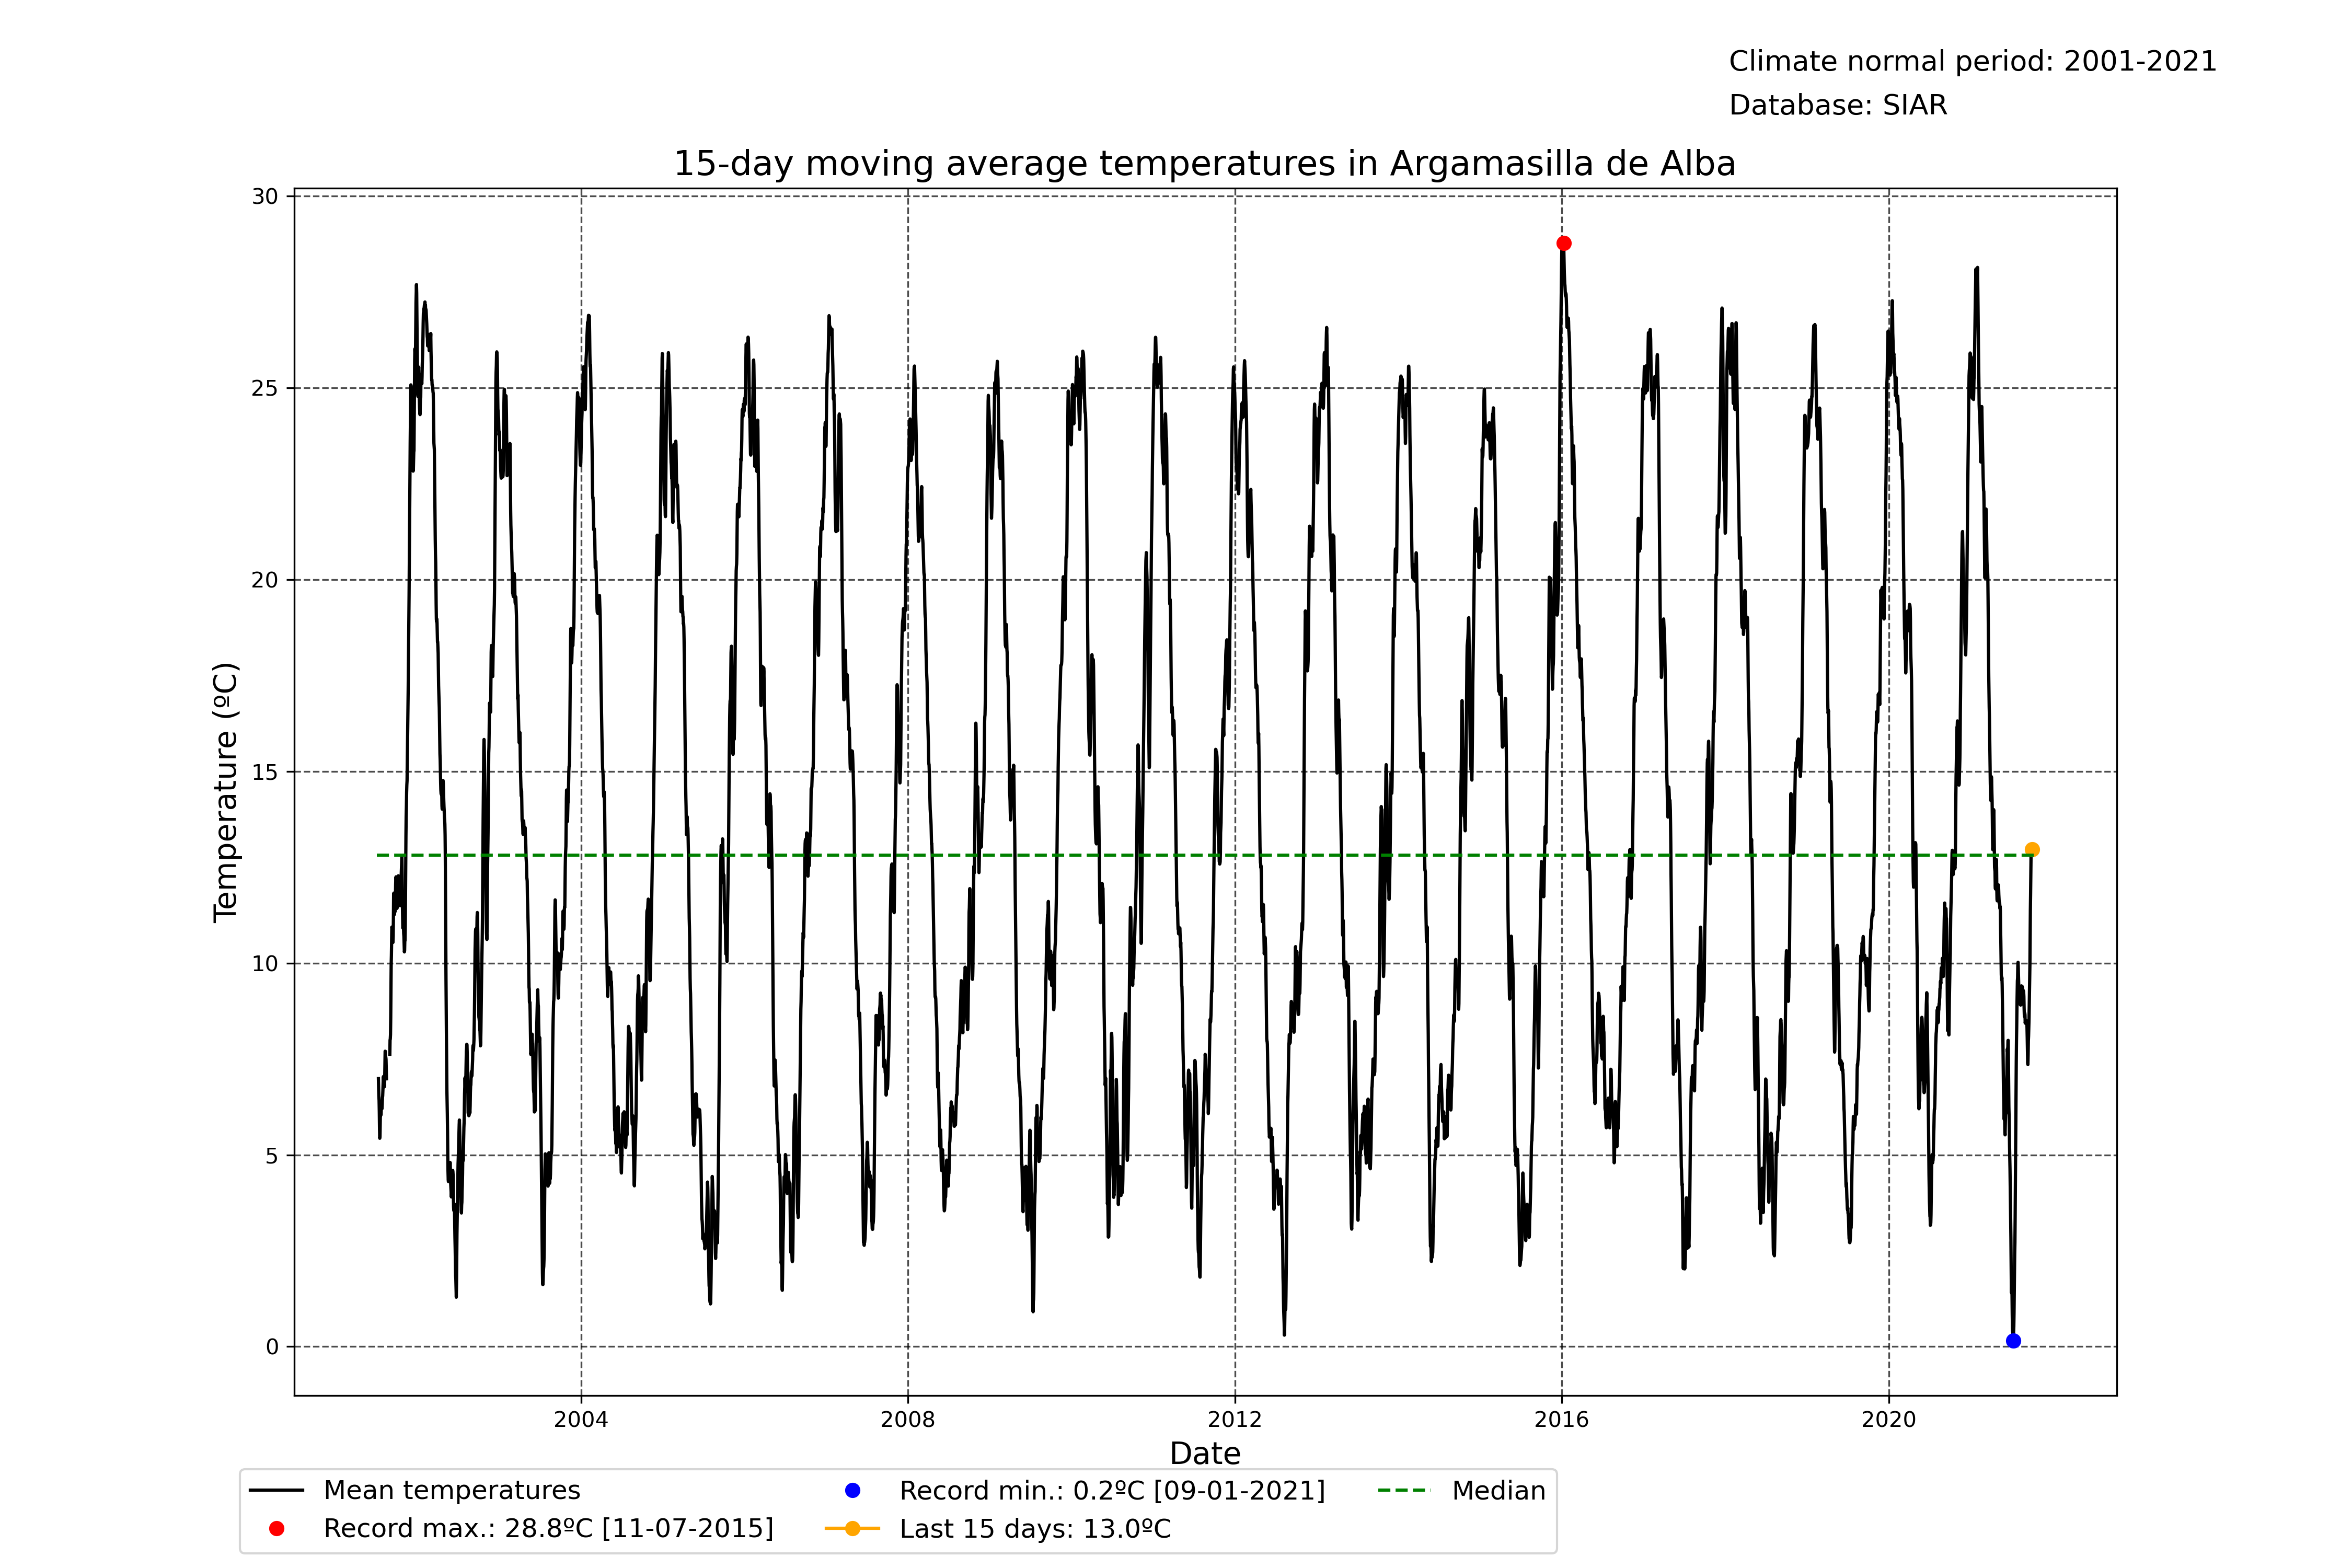 Climate normal period: 2001-2021
Database: SIAR
15-day moving average temperatures in Argamasilla de Alba
30
25
20
15
10
5
0
Temperature (ºC)
2004 2008 2012 2016 2020
Date
Mean temperatures
Record max.: 28.8ºC [11-07-2015]
Record min.: 0.2ºC [09-01-2021]
Last 15 days: 13.0ºC
Median